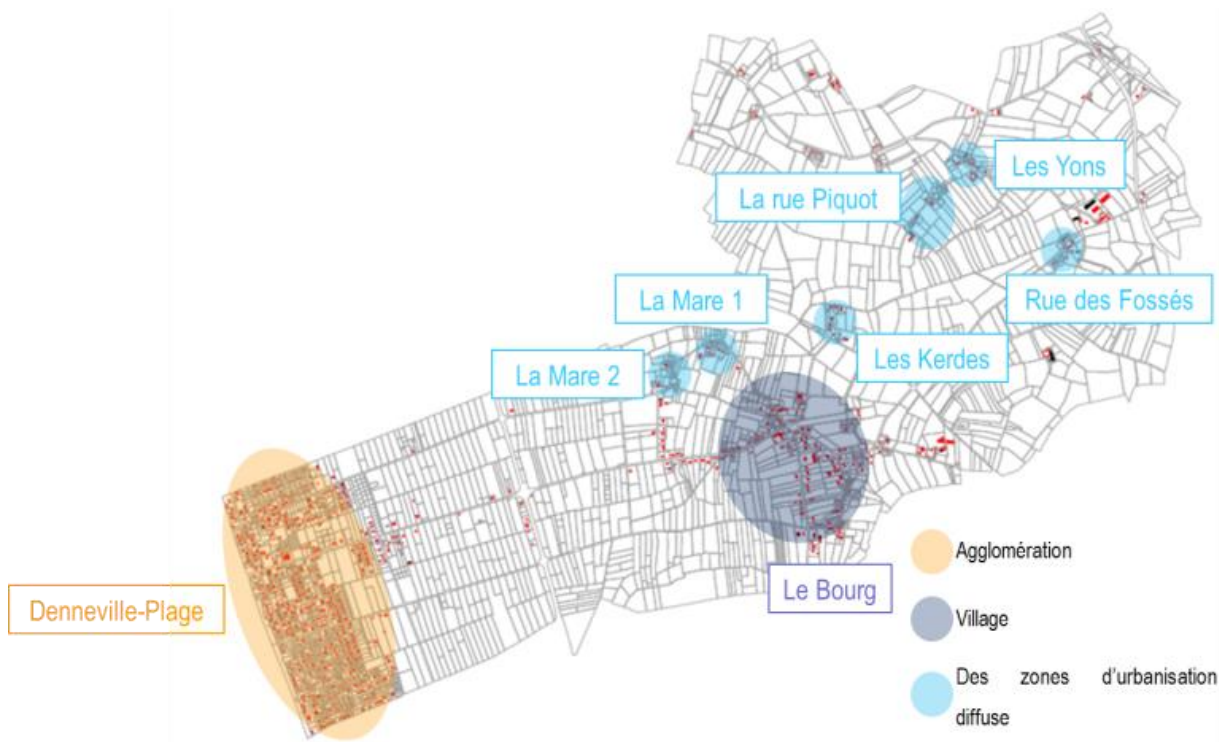 Les Yons
La rue Piquot
La Mare 1
Rue des Fossés
La Mare 2
Les Kerdes
Denneville-Plage
Le Bourg
Agglomération
Village
Des zones d'urbanisation
diffuse